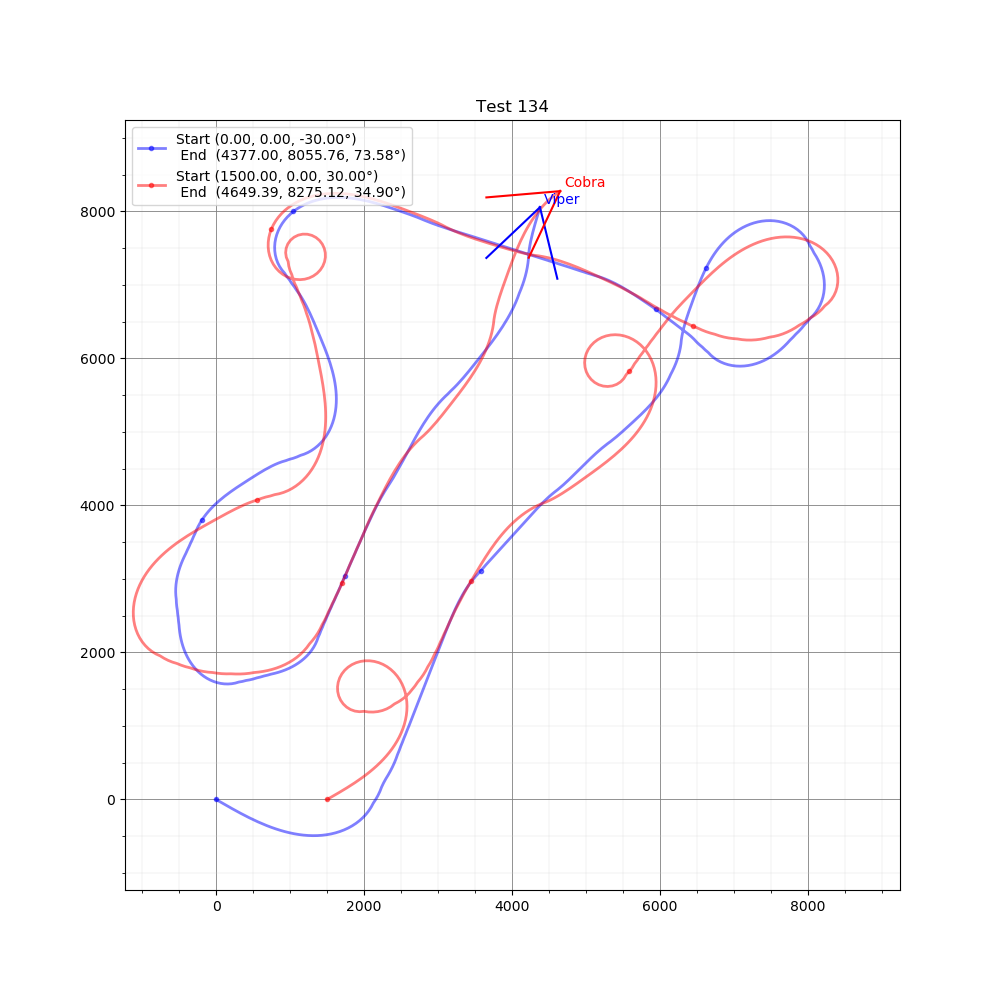 Test 134
Start (0.00, 0.00, -30.00°)
End (4377.00, 8055.76, 73.58°)
Start (1500.00, 0.00, 30.00°)
End (4649.39, 8275.12, 34.90°)
Cobra
Viper
8000
6000
4000
2000
0
0 2000 4000 6000 8000